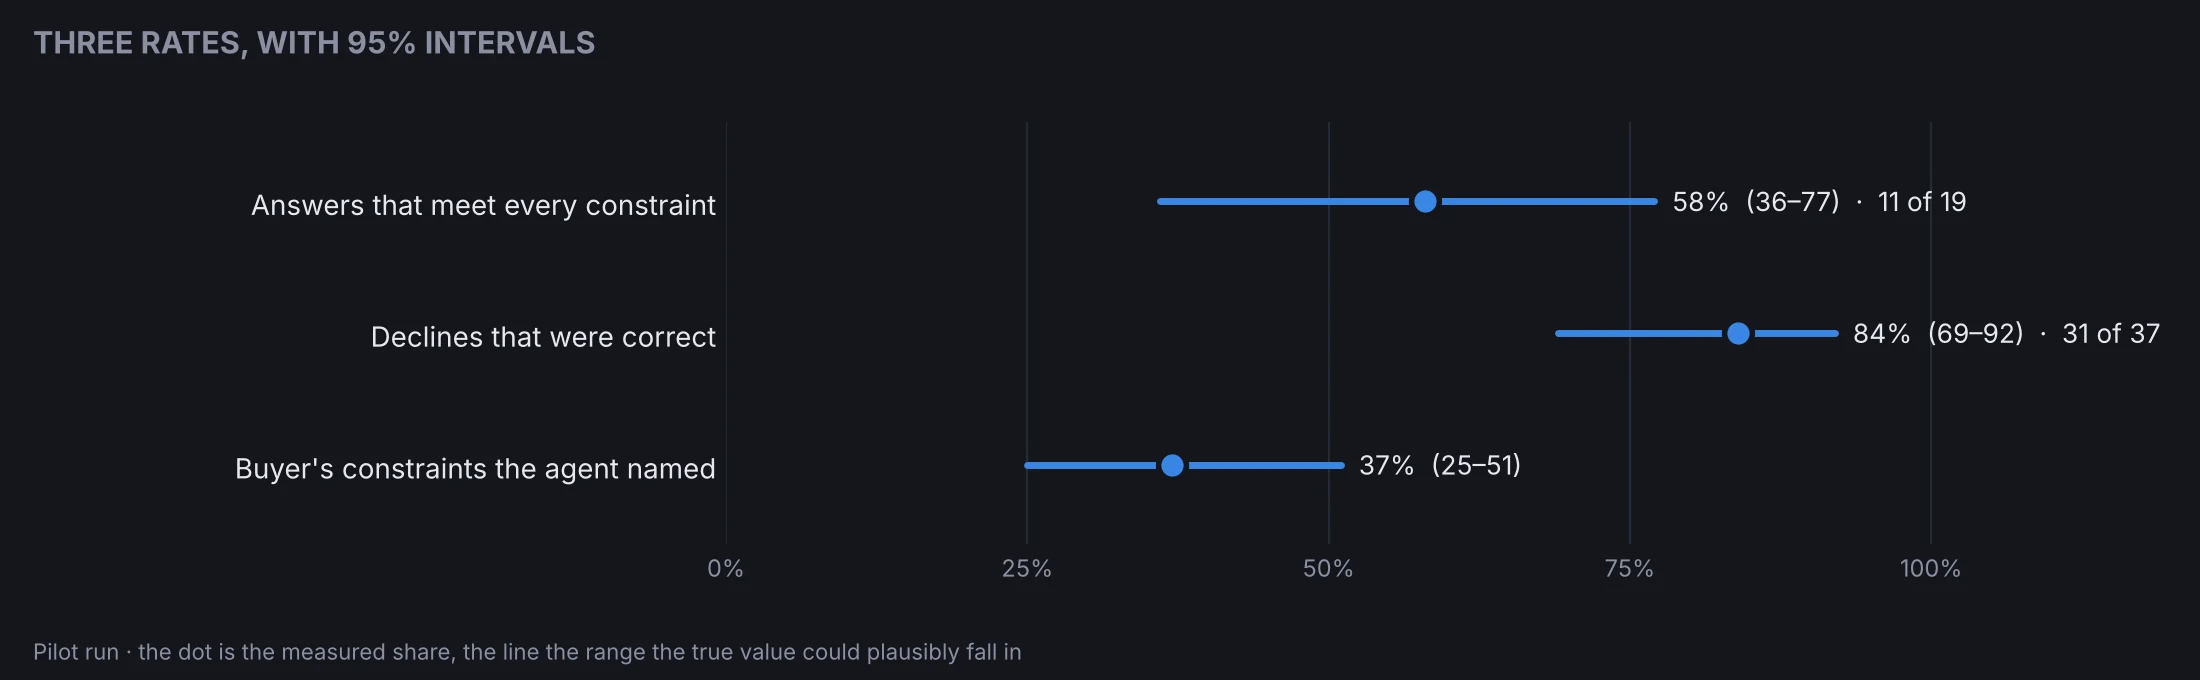 THREE RATES, WITH 95% INTERVALS
Answers that meet every constraint
58% (36–77) · 11 of 19
Declines that were correct
84% (69–92) · 31 of 37
Buyer's constraints the agent named
37% (25–51)
0% 25% 50% 75% 100%
Pilot run · the dot is the measured share, the line the range the true value could plausibly fall in